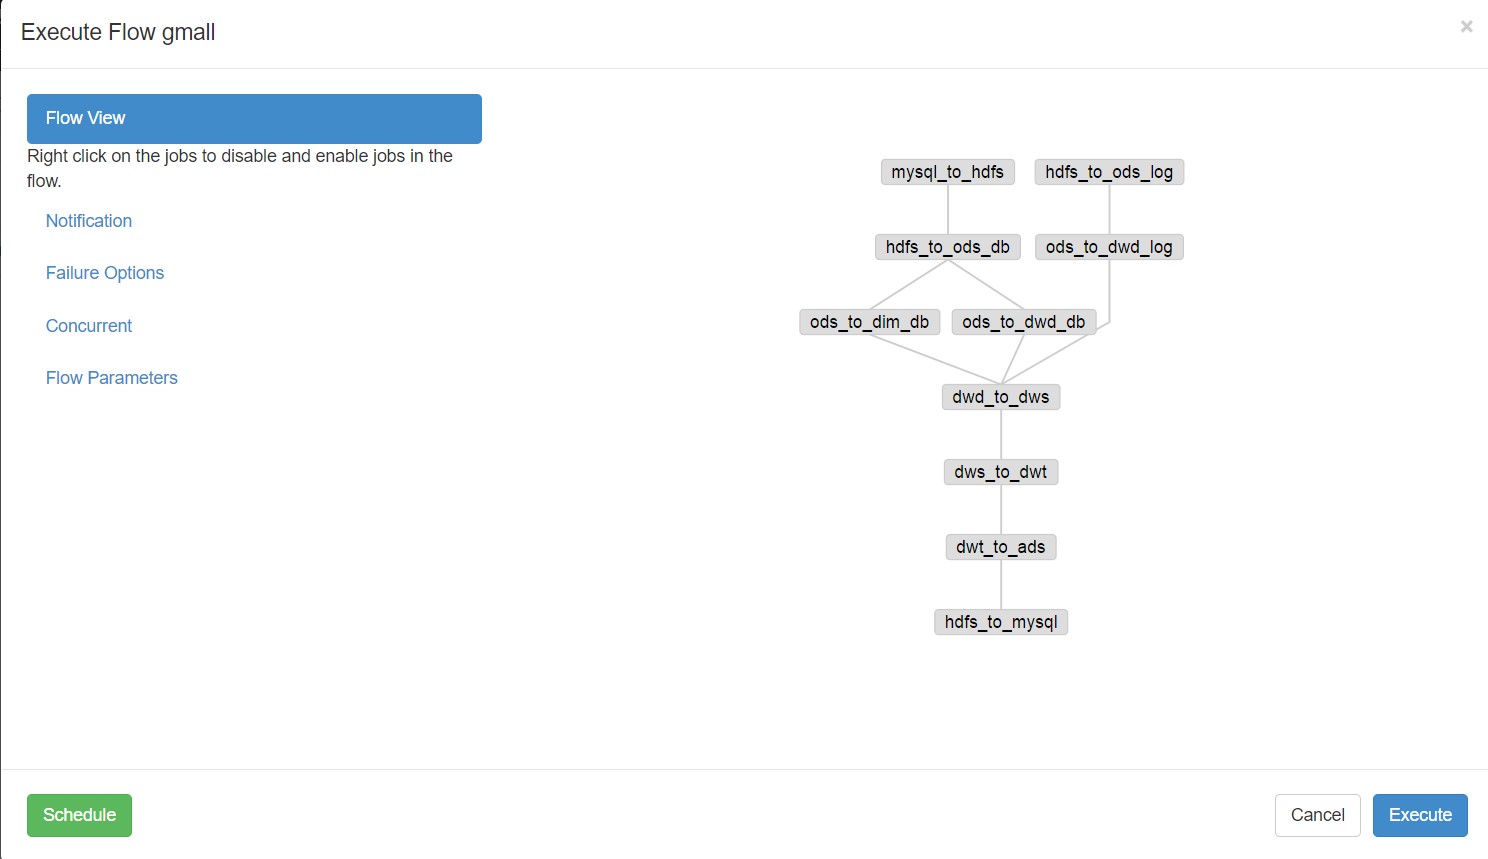 Execute Flow gmall
×
Flow View
Right click on the jobs to disable and enable jobs in the
flow.
Notification
Failure Options
Concurrent
Flow Parameters
mysql_to_hdfs
hdfs_to_ods_log
hdfs_to_ods_db
ods_to_dwd_log
ods_to_dim_db
ods_to_dwd_db
dwd_to_dws
dws_to_dwt
dwt_to_ads
hdfs_to_mysql
Schedule
Cancel
Execute